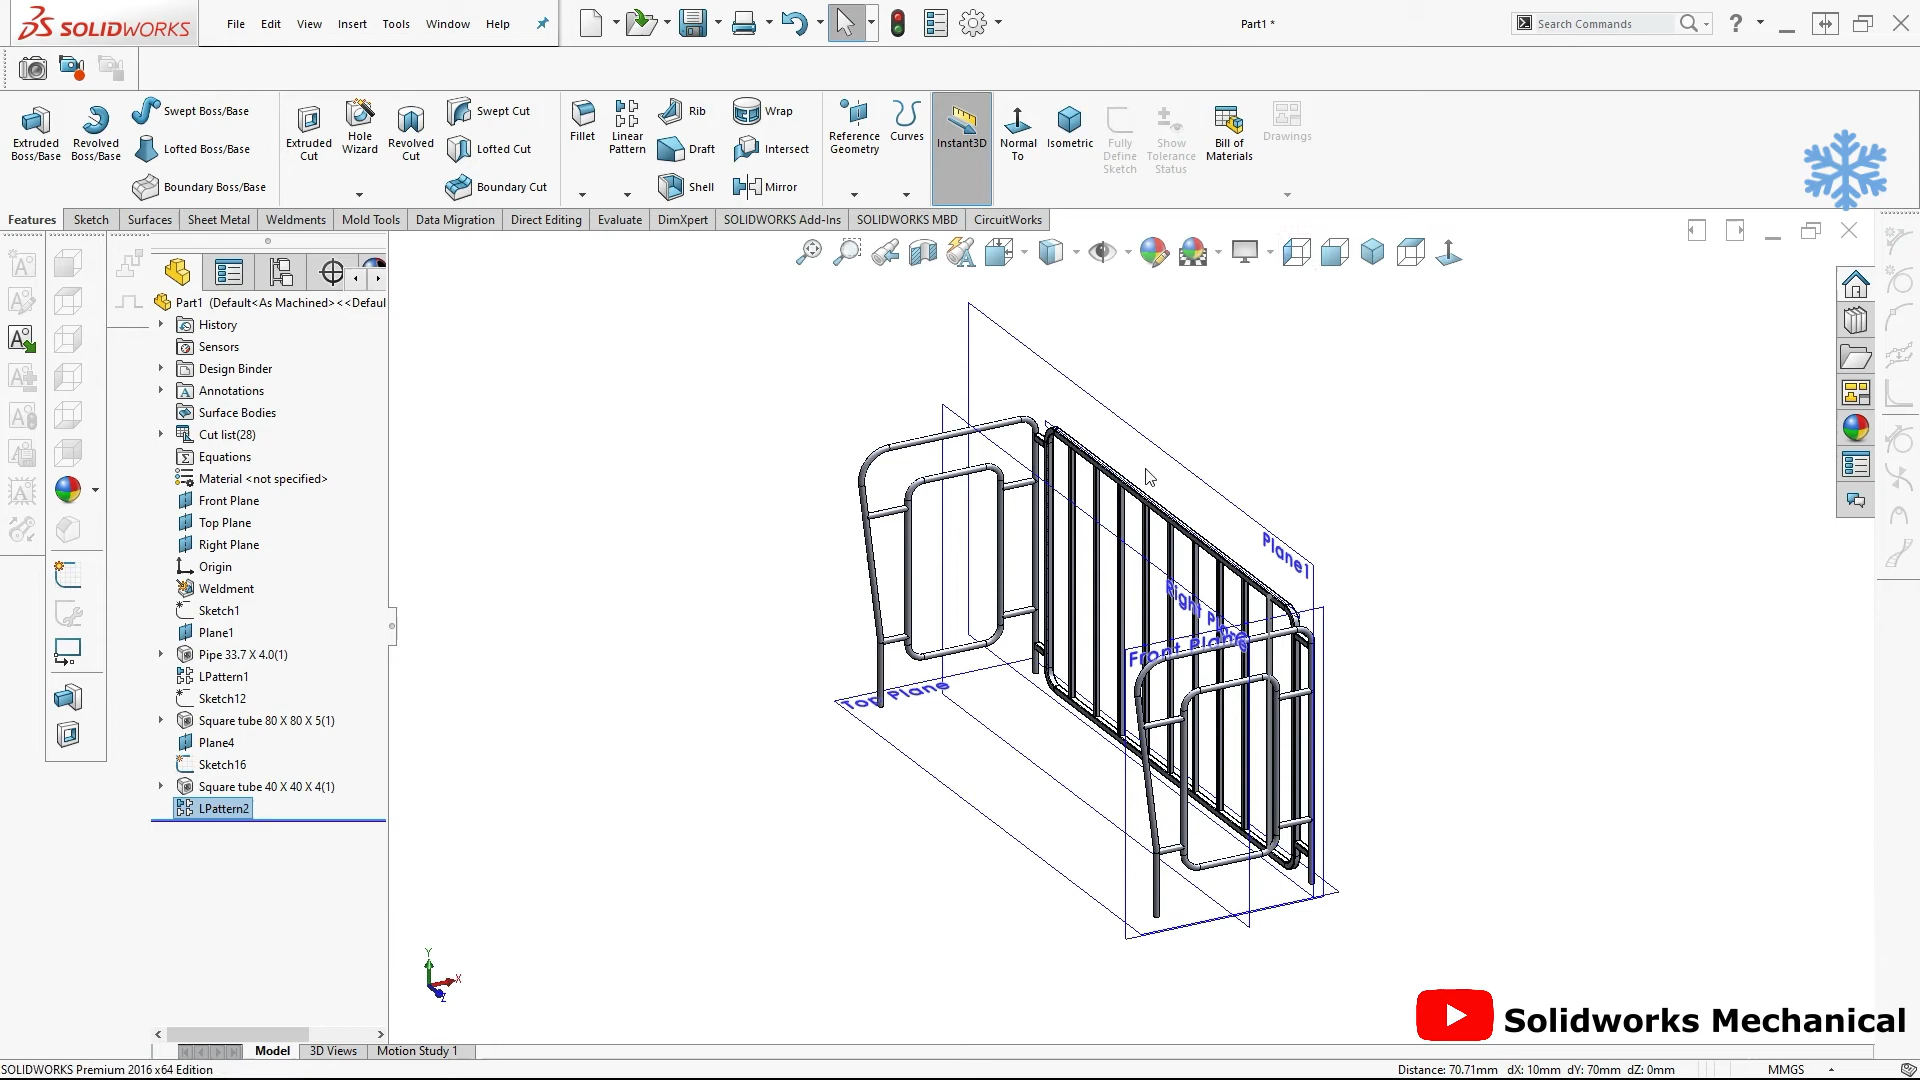 SOLIDWORKS
File Edit View Insert Tools Window Help
Part1 *
Search Commands
Extruded Boss/Base
Revolved Boss/Base
Swept Boss/Base
Lofted Boss/Base
Boundary Boss/Base
Extruded Cut
Hole Wizard
Revolved Cut
Swept Cut
Lofted Cut
Boundary Cut
Fillet
Linear Pattern
Rib
Draft
Shell
Wrap
Intersect
Mirror
Reference Geometry
Curves
Instant3D
Normal To
Isometric
Fully Define Sketch
Show Tolerance Status
Bill of Materials
Drawings
Features Sketch Surfaces Sheet Metal Weldments Mold Tools Data Migration Direct Editing Evaluate DimXpert SOLIDWORKS Add-Ins SOLIDWORKS MBD CircuitWorks
Part1 (Default<As Machined><<Defaul
History
Sensors
Design Binder
Annotations
Surface Bodies
Cut list(28)
Equations
Material <not specified>
Front Plane
Top Plane
Right Plane
Origin
Weldment
Sketch1
Plane1
Pipe 33.7 X 4.0(1)
LPattern1
Sketch12
Square tube 80 X 80 X 5(1)
Plane4
Sketch16
Square tube 40 X 40 X 4(1)
LPattern2
Plane1
Right Plane
Front Plane
Top Plane
Y
X
Z
Solidworks Mechanical
Model 3D Views Motion Study 1
SOLIDWORKS Premium 2016 x64 Edition
Distance: 70.71mm dX: 10mm dY: 70mm dZ: 0mm
MMGS